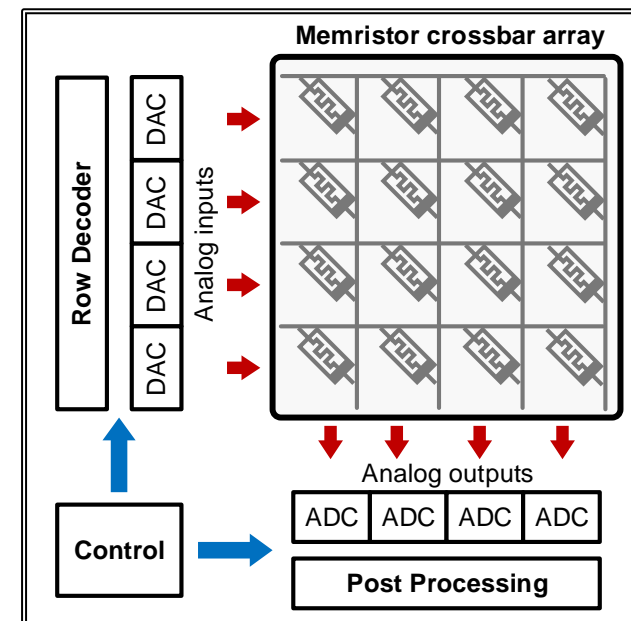 Memristor crossbar array
Row Decoder
DAC
DAC
DAC
DAC
Analog inputs
Analog outputs
ADC ADC ADC ADC
Control
Post Processing